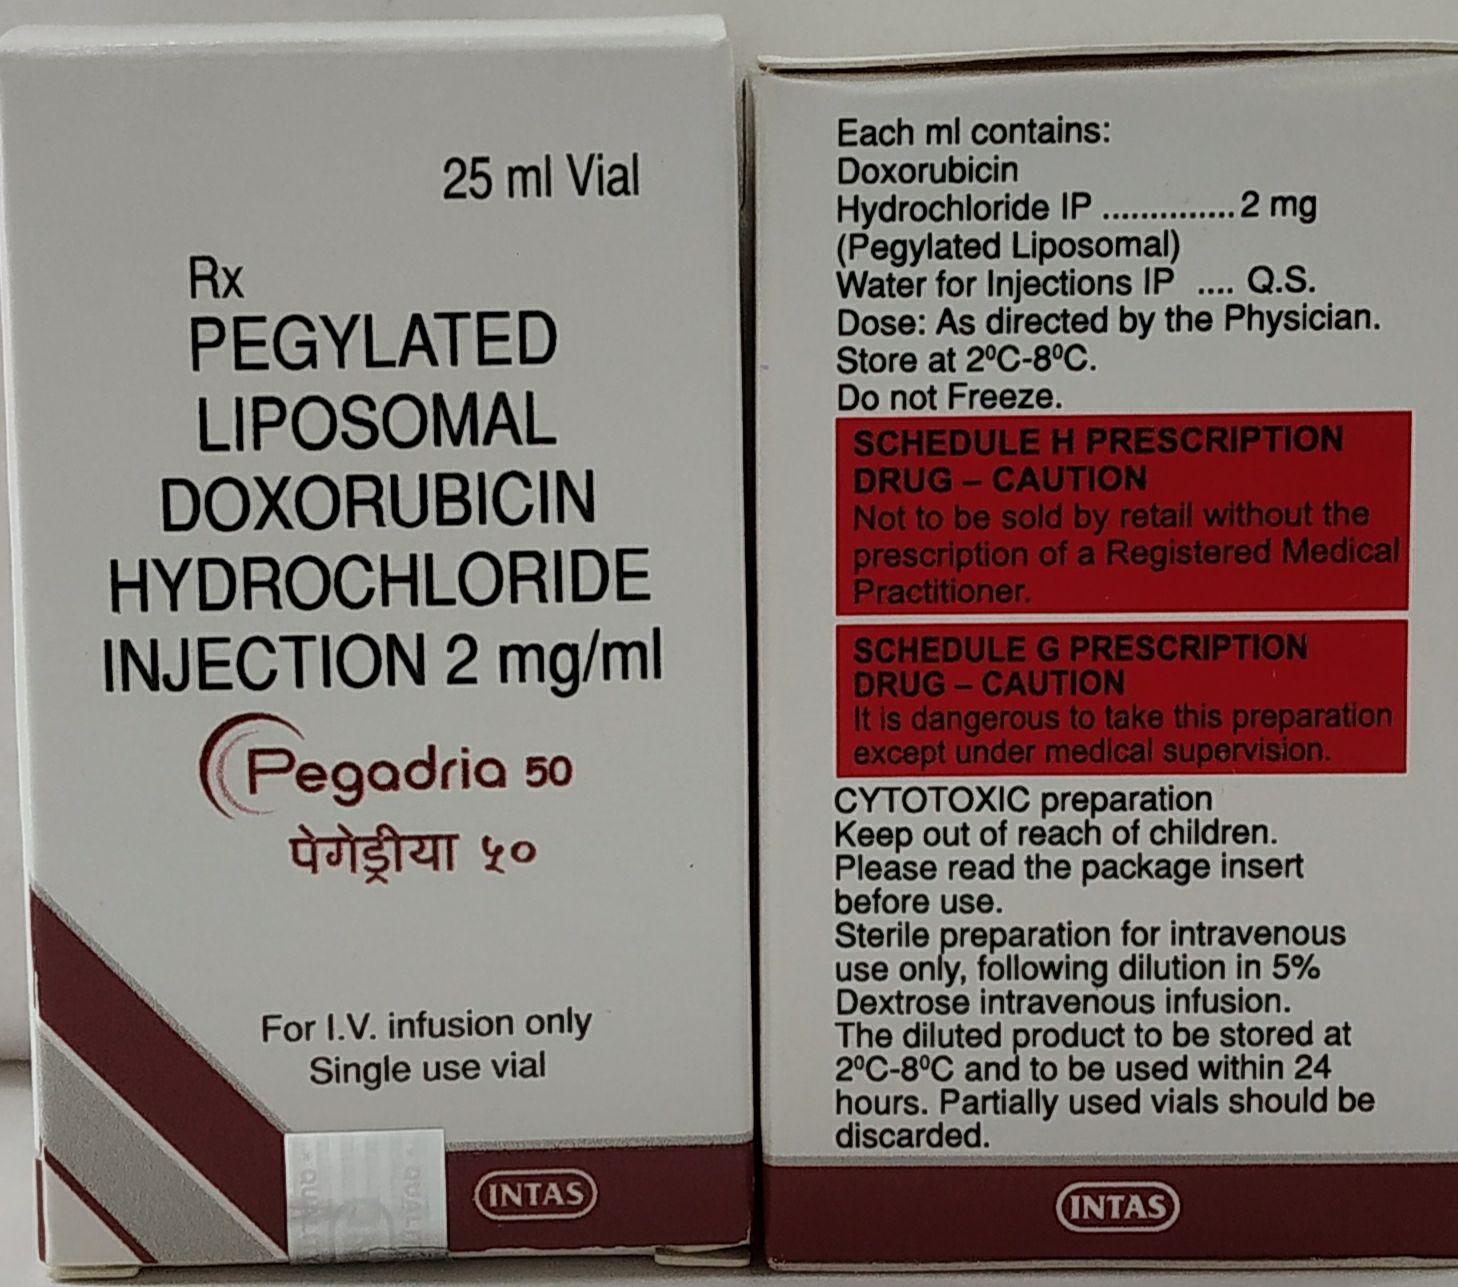 25 ml Vial
Rx
PEGYLATED
LIPOSOMAL
DOXORUBICIN
HYDROCHLORIDE
INJECTION 2 mg/ml
Pegadria 50
पेगेड्रीया ५०
For I.V. infusion only
Single use vial
INTAS
Each ml contains:
Doxorubicin
Hydrochloride IP ..............2 mg
(Pegylated Liposomal)
Water for Injections IP .... Q.S.
Dose: As directed by the Physician.
Store at 2⁰C-8⁰C.
Do not Freeze.
SCHEDULE H PRESCRIPTION
DRUG – CAUTION
Not to be sold by retail without the
prescription of a Registered Medical
Practitioner.
SCHEDULE G PRESCRIPTION
DRUG – CAUTION
It is dangerous to take this preparation
except under medical supervision.
CYTOTOXIC preparation
Keep out of reach of children.
Please read the package insert
before use.
Sterile preparation for intravenous
use only, following dilution in 5%
Dextrose intravenous infusion.
The diluted product to be stored at
2⁰C-8⁰C and to be used within 24
hours. Partially used vials should be
discarded.
INTAS